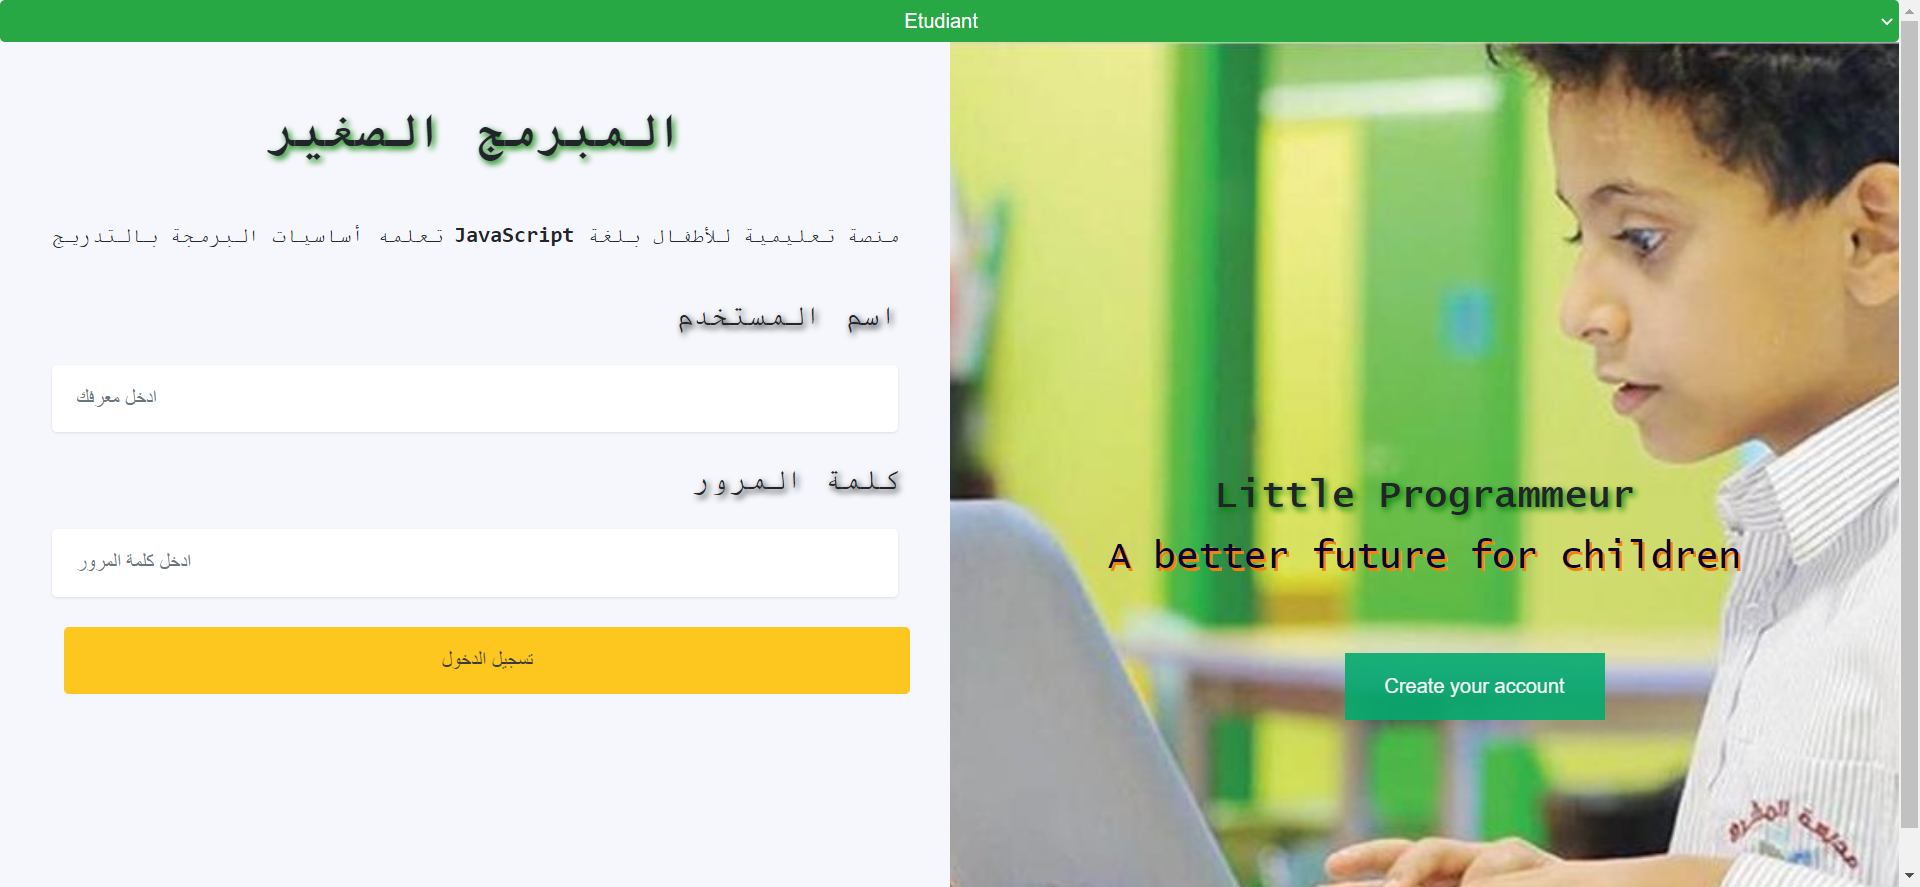 Etudiant
المبرمج الصغير
منصة تعليمية للأطفال بلغة JavaScript تعلمه أساسيات البرمجة بالتدريج
اسم المستخدم
ادخل معرفك
كلمة المرور
ادخل كلمة المرور
تسجيل الدخول
Little Programmeur
A better future for children
Create your account